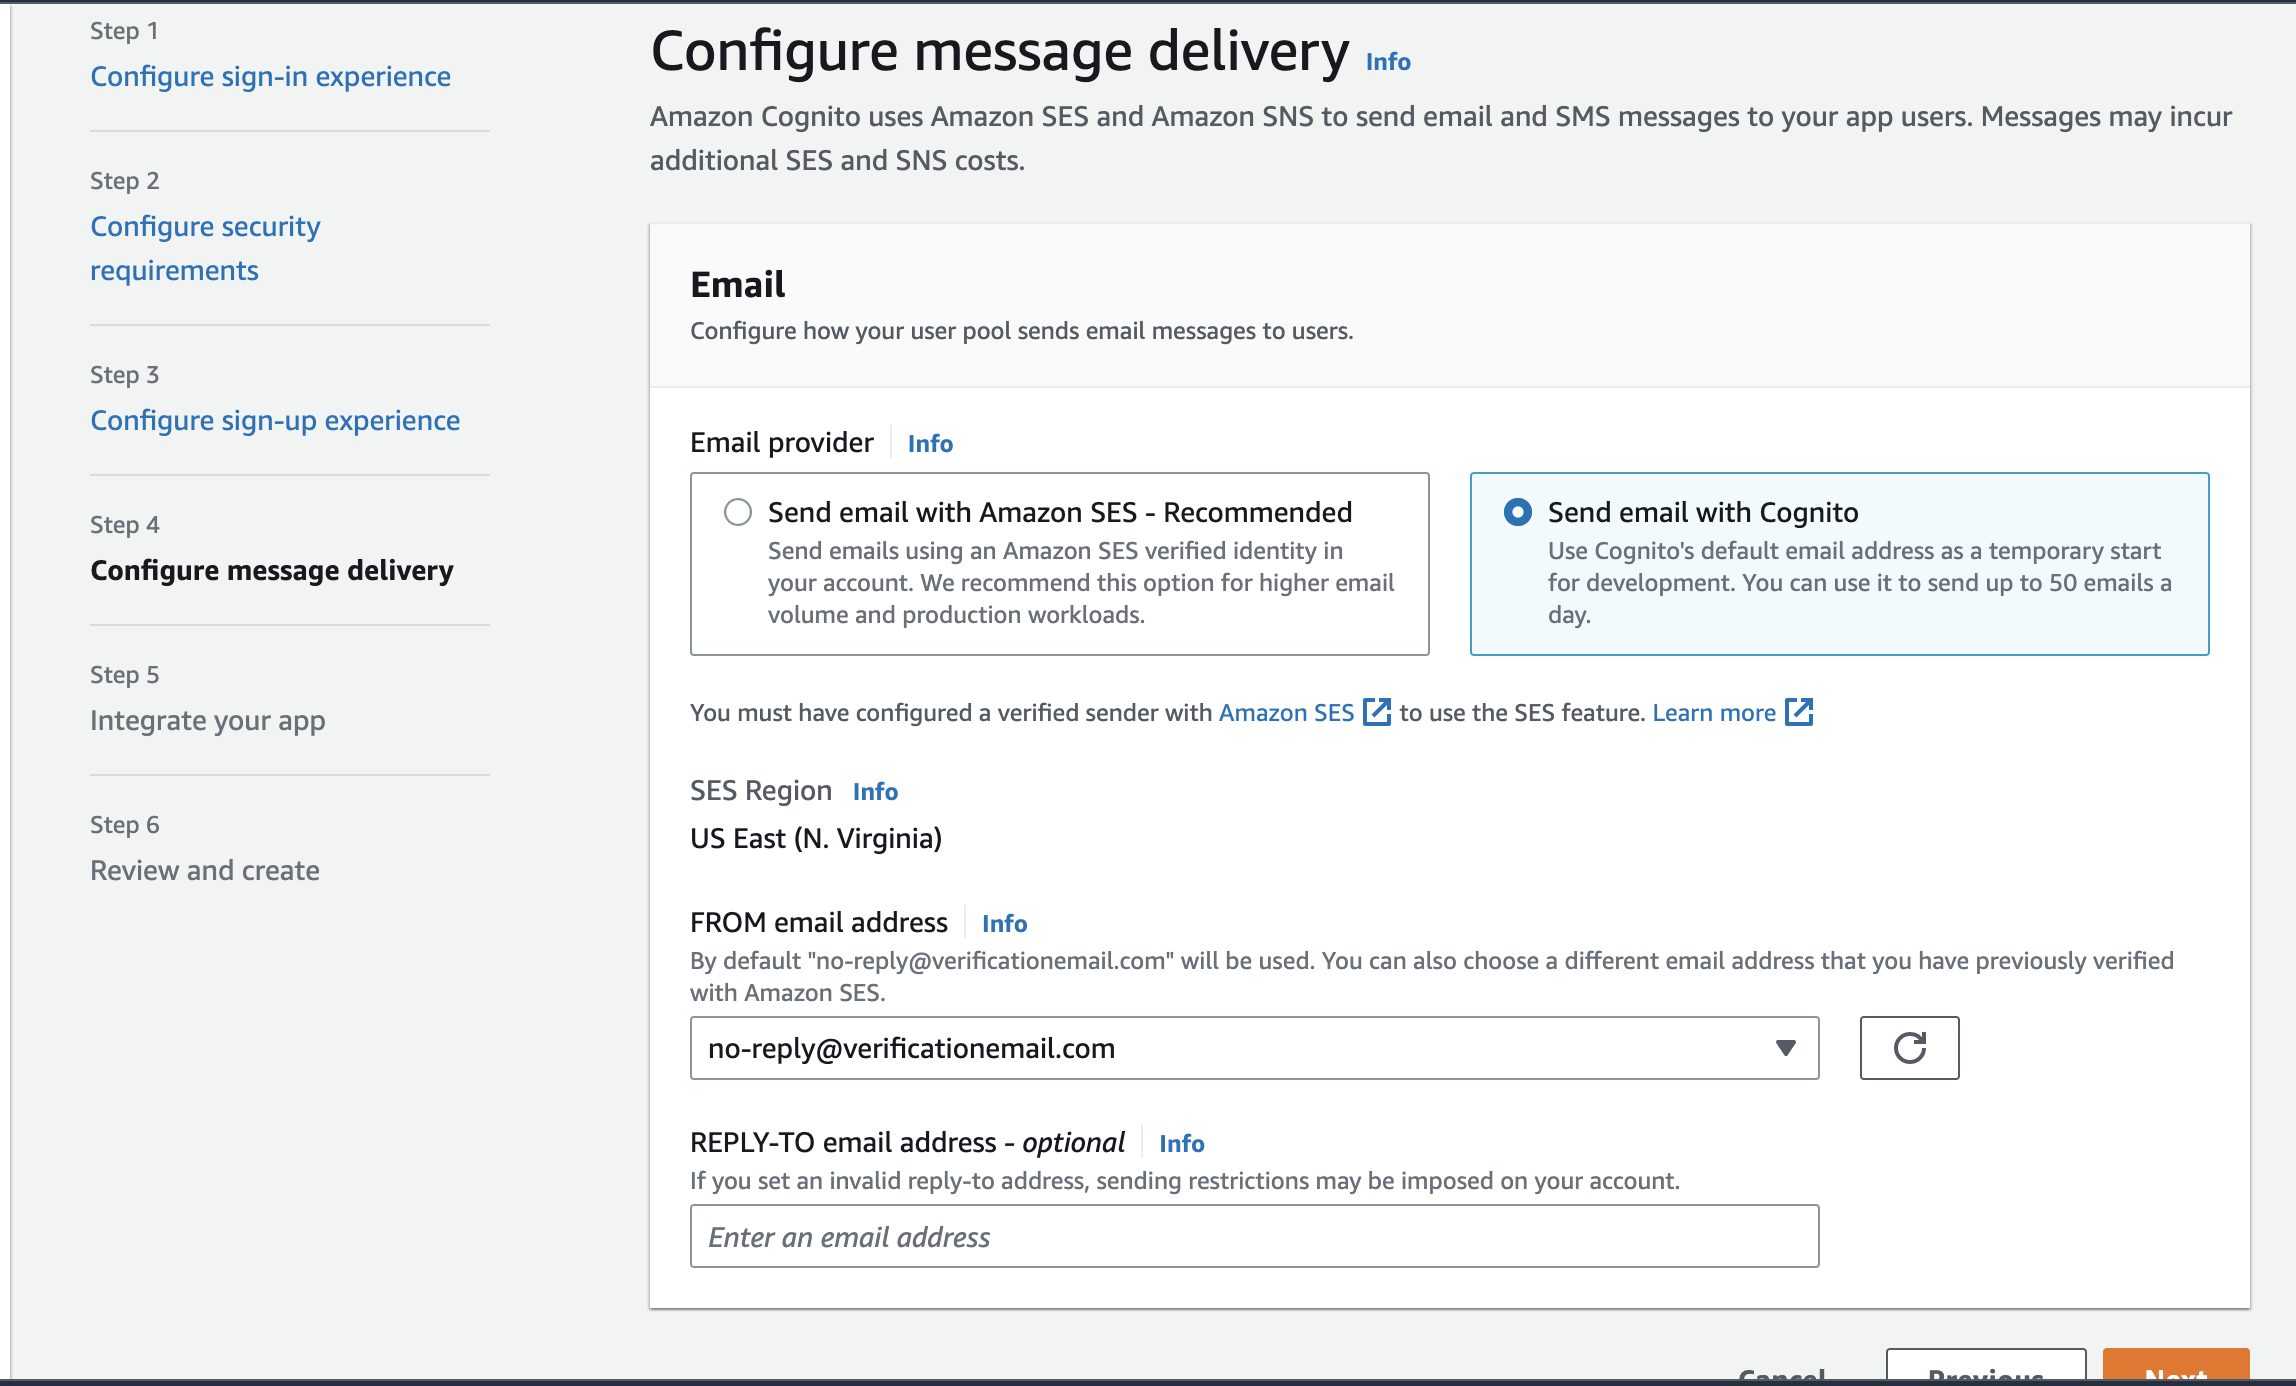 Step 1
Configure sign-in experience
Step 2
Configure security
requirements
Step 3
Configure sign-up experience
Step 4
Configure message delivery
Step 5
Integrate your app
Step 6
Review and create
Configure message delivery Info
Amazon Cognito uses Amazon SES and Amazon SNS to send email and SMS messages to your app users. Messages may incur
additional SES and SNS costs.
Email
Configure how your user pool sends email messages to users.
Email provider Info
Send email with Amazon SES - Recommended
Send emails using an Amazon SES verified identity in
your account. We recommend this option for higher email
volume and production workloads.
Send email with Cognito
Use Cognito's default email address as a temporary start
for development. You can use it to send up to 50 emails a
day.
You must have configured a verified sender with Amazon SES to use the SES feature. Learn more
SES Region Info
US East (N. Virginia)
FROM email address Info
By default "no-reply@verificationemail.com" will be used. You can also choose a different email address that you have previously verified
with Amazon SES.
no-reply@verificationemail.com
REPLY-TO email address - optional Info
If you set an invalid reply-to address, sending restrictions may be imposed on your account.
Enter an email address
Cancel Previous Next